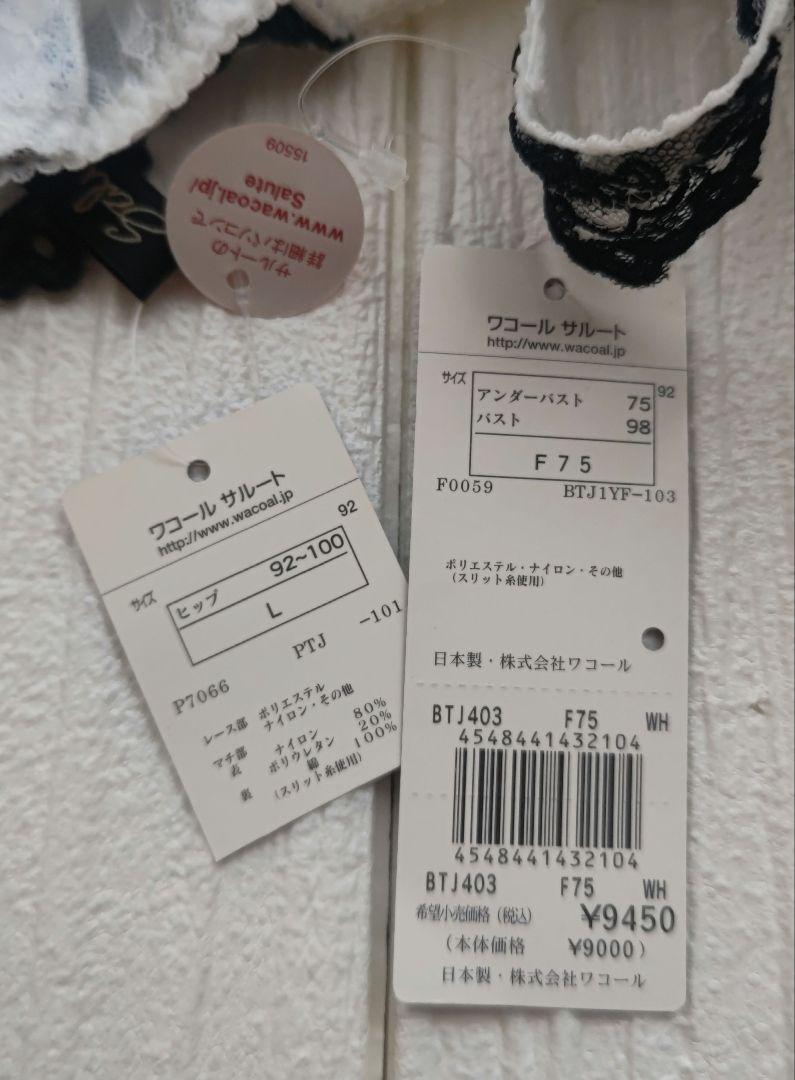 サルートの
詳細はパソコンで
www.wacoal.jp/
Salute
15509
ワコール サルート
http://www.wacoal.jp
92
サイズ
ヒップ 92~100
L
PTJ -101
P7066
レース部 ポリエステル
ナイロン・その他
マチ部
表 ナイロン 80%
ポリウレタン 20%
裏 綿 100%
(スリット糸使用)
ワコール サルート
http://www.wacoal.jp
サイズ 92
アンダーバスト 75
バスト 98
F75
F0059 BTJ1YF-103
ポリエステル・ナイロン・その他
(スリット糸使用)
日本製・株式会社ワコール
BTJ403 F75 WH
4548441432104
4548441432104
BTJ403 F75 WH
希望小売価格(税込) ¥9450
(本体価格 ¥9000)
日本製・株式会社ワコール